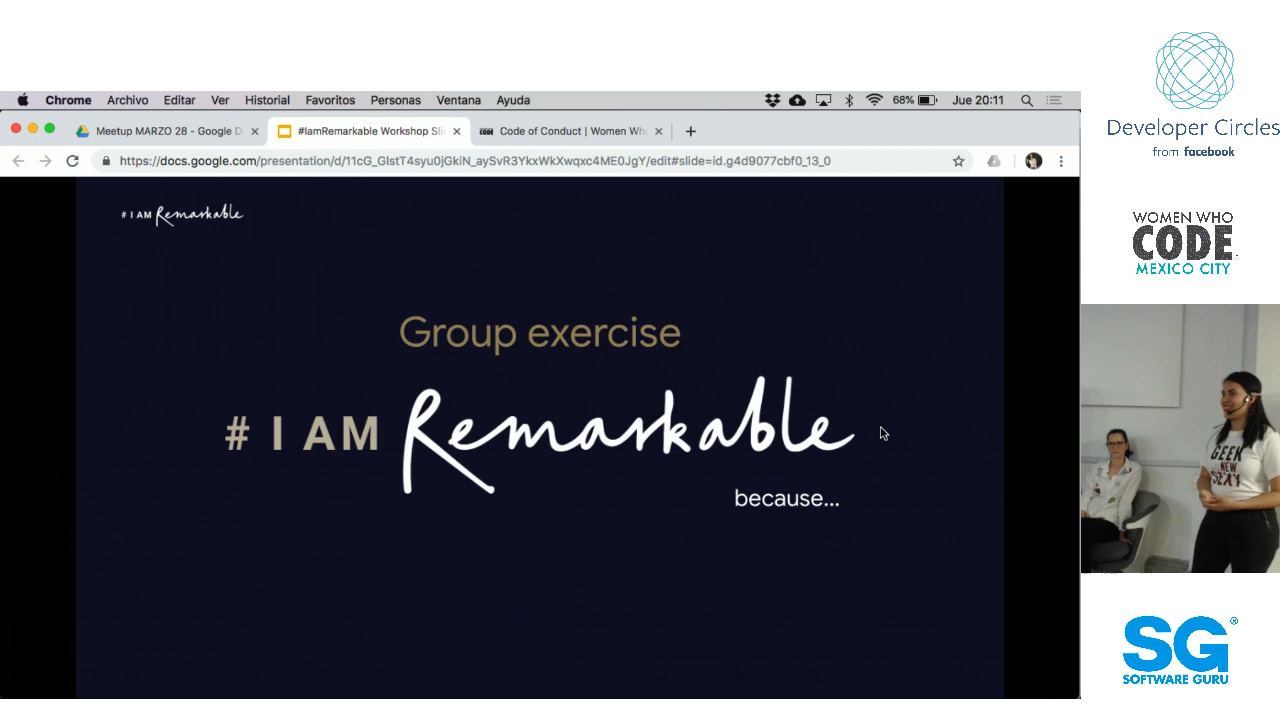 Chrome Archivo Editar Ver Historial Favoritos Personas Ventana Ayuda 68% Jue 20:11
Meetup MARZO 28 - Google D
#IamRemarkable Workshop Sli
Code of Conduct | Women Wh
https://docs.google.com/presentation/d/11cG_GlstT4syu0jGkiN_aySvR3YkxWkXwqxc4ME0JgY/edit#slide=id.g4d9077cbf0_13_0
# I AM Remarkable
Group exercise
# I AM Remarkable
because...
Developer Circles
from facebook
WOMEN WHO
CODE
MEXICO CITY
GEEK
NEW
SEXY
SG®
SOFTWARE GURU